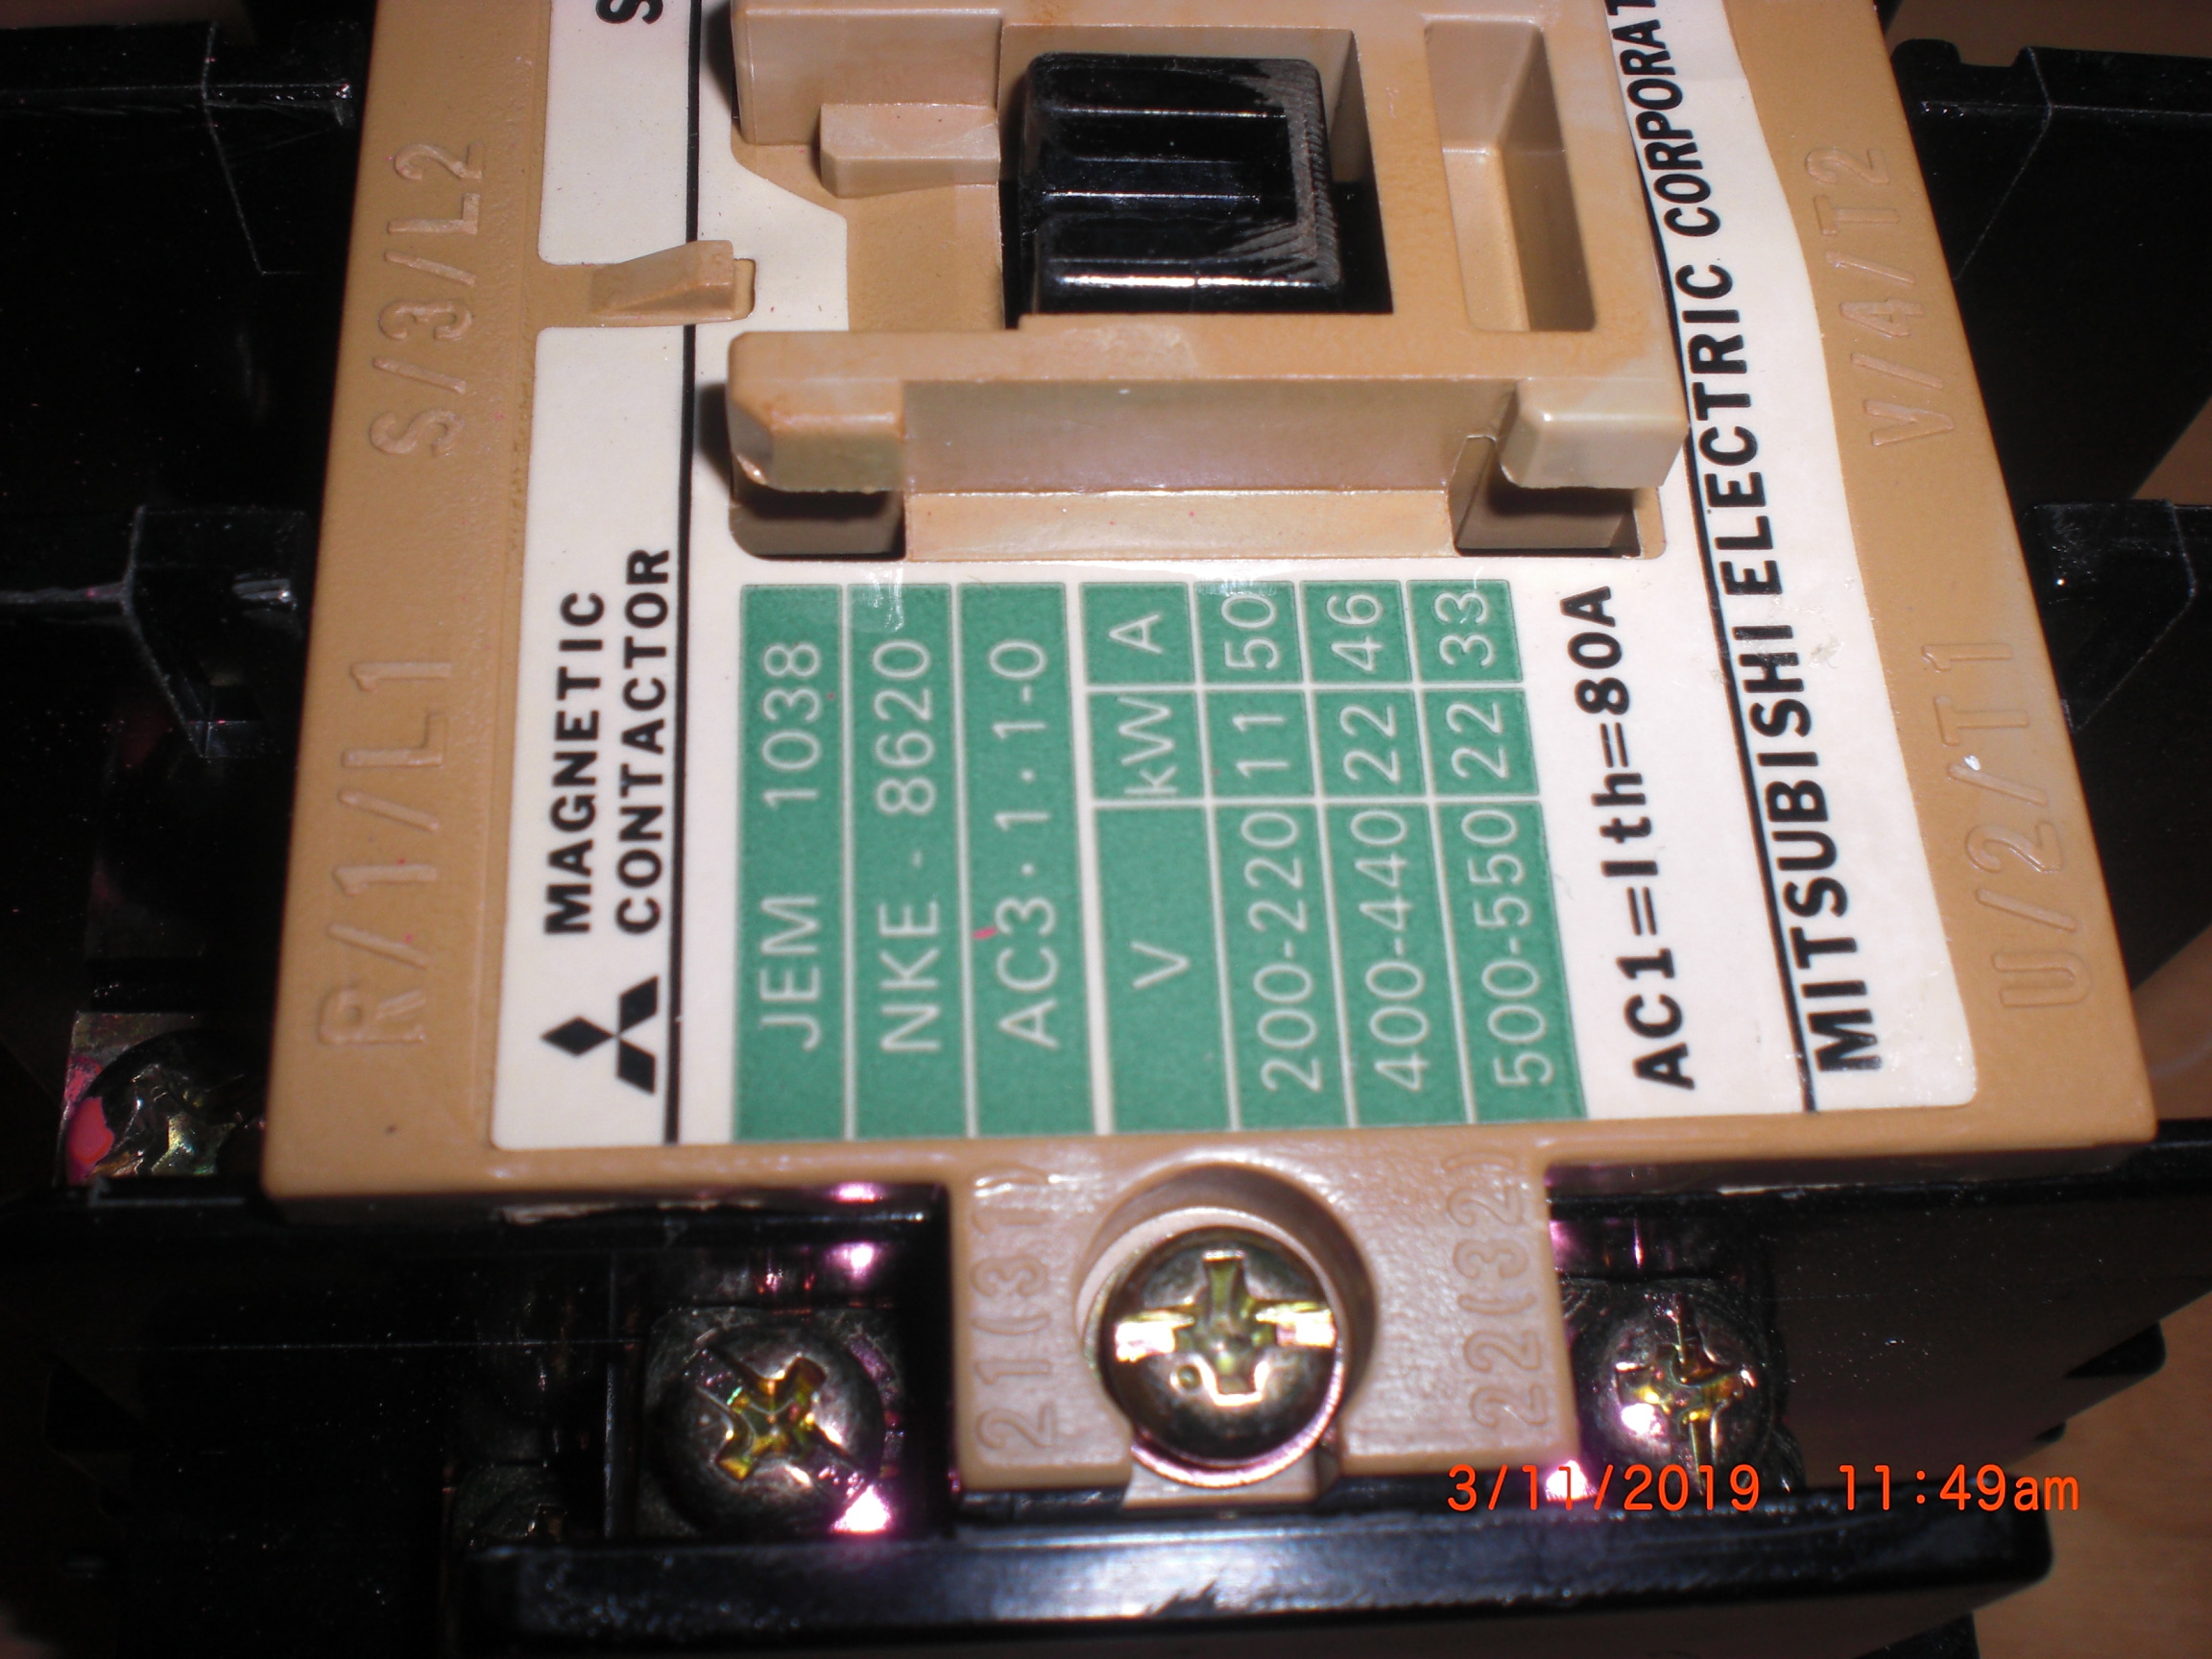 S/3/L2
R/1/L1
S
MAGNETIC
CONTACTOR
JEM 1038
NKE - 8620
AC3·1·1-0
V kW A
200-220 11 50
400-440 22 46
500-550 22 33
AC1=Ith=80A
MITSUBISHI ELECTRIC CORPORAT
V/4/T2
U/2/T1
21(31)
22(32)
3/11/2019 11:49am